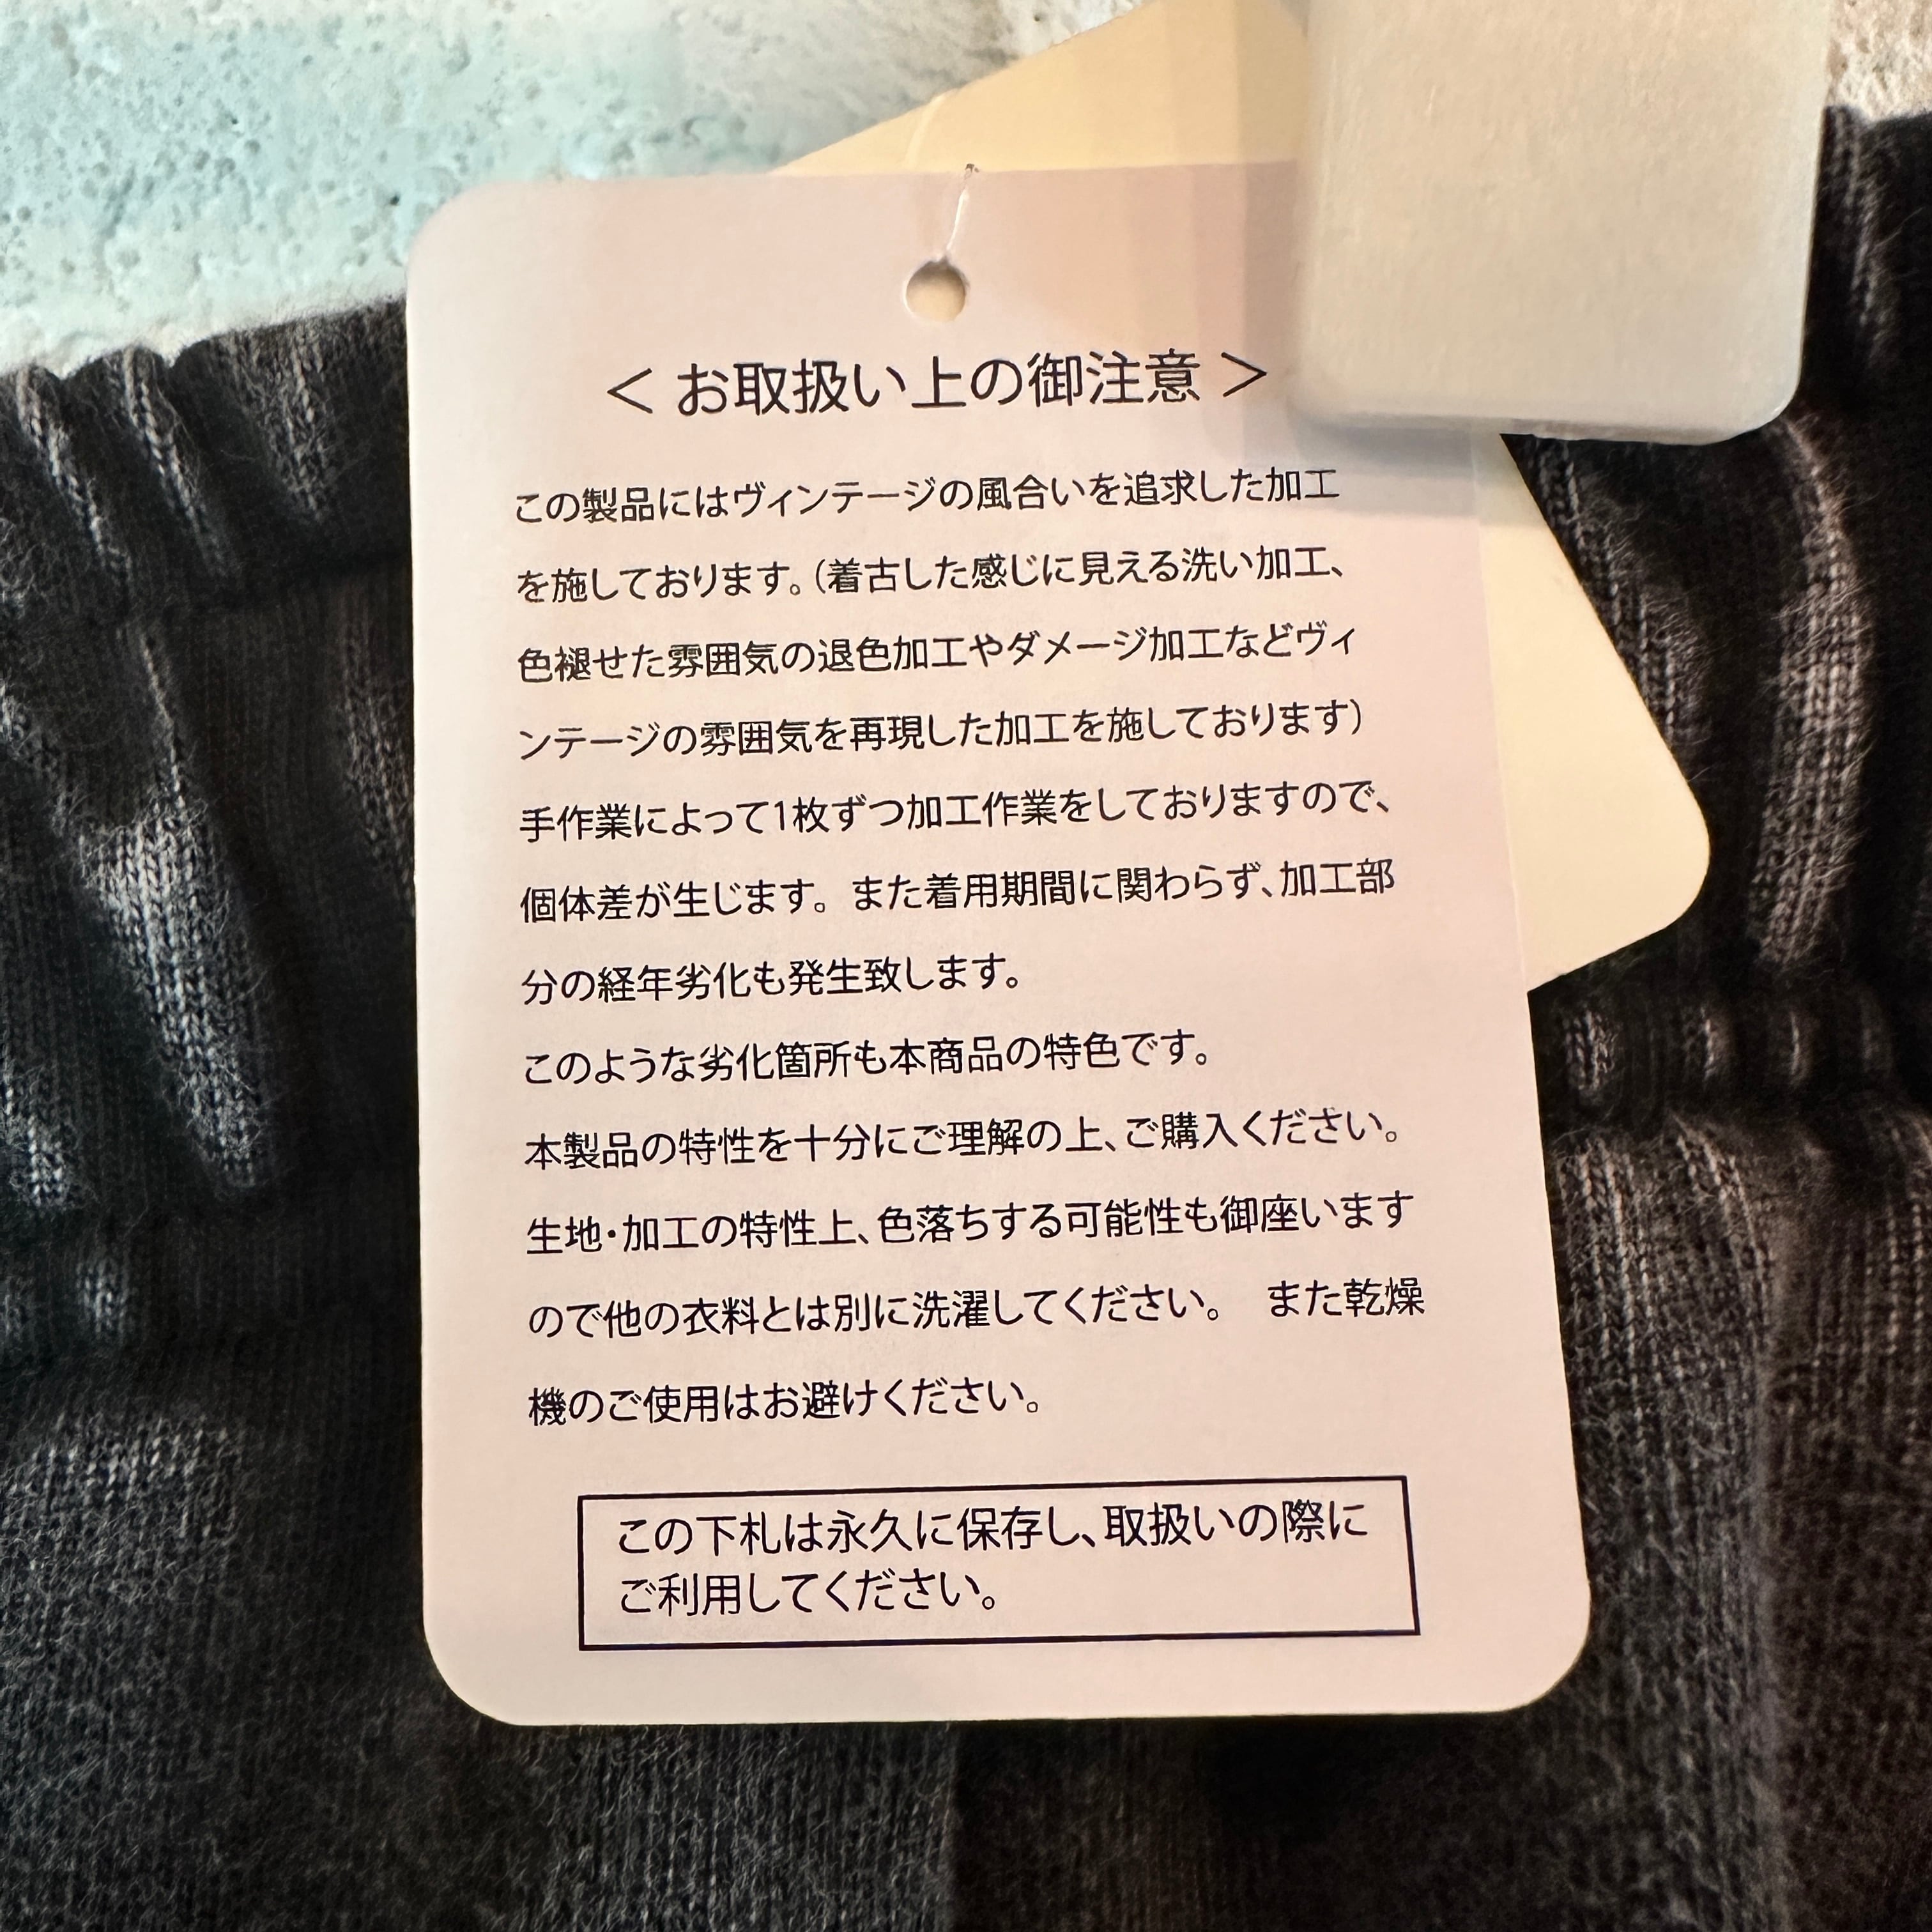 ＜ お取扱い上の御注意 ＞
この製品にはヴィンテージの風合いを追求した加工
を施しております。（着古した感じに見える洗い加工、
色褪せた雰囲気の退色加工やダメージ加工などヴィ
ンテージの雰囲気を再現した加工を施しております）
手作業によって1枚ずつ加工作業をしておりますので、
個体差が生じます。また着用期間に関わらず、加工部
分の経年劣化も発生致します。
このような劣化箇所も本商品の特色です。
本製品の特性を十分にご理解の上、ご購入ください。
生地・加工の特性上、色落ちする可能性も御座います
ので他の衣料とは別に洗濯してください。　また乾燥
機のご使用はお避けください。
この下札は永久に保存し、取扱いの際に
ご利用してください。